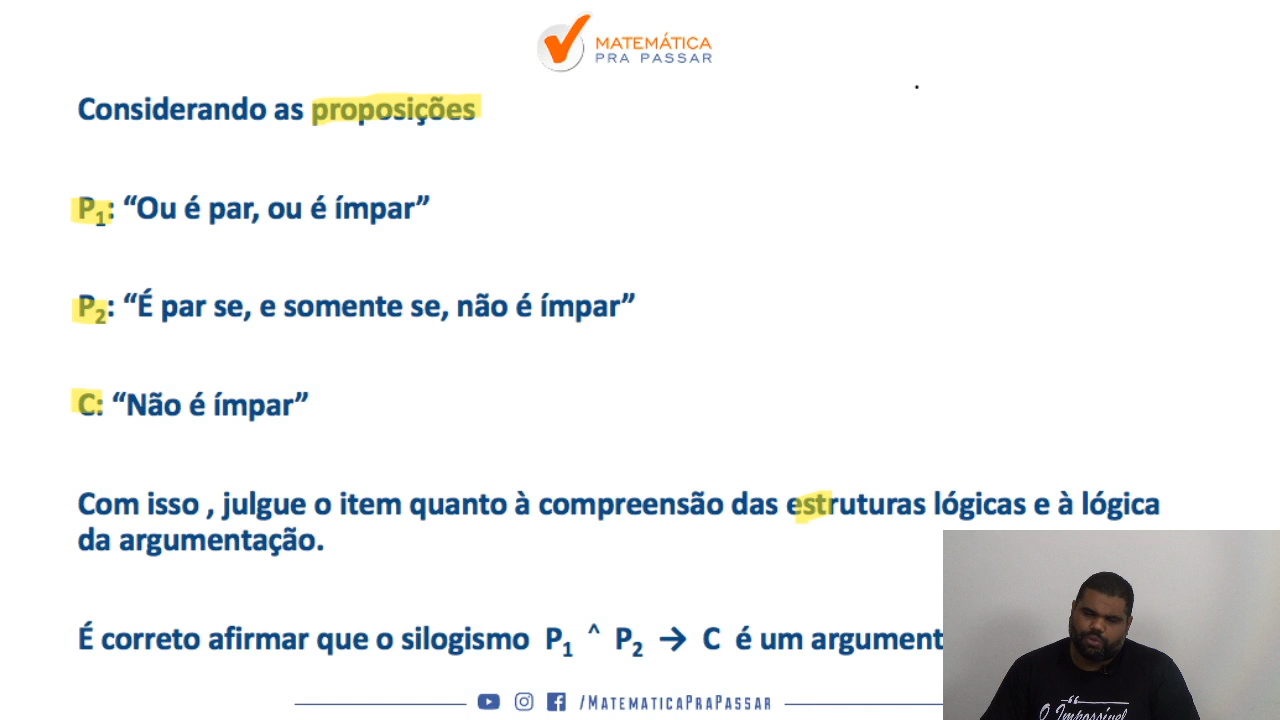 MATEMÁTICA
PRA PASSAR
Considerando as proposições
P₁: “Ou é par, ou é ímpar”
P₂: “É par se, e somente se, não é ímpar”
C: “Não é ímpar”
Com isso , julgue o item quanto à compreensão das estruturas lógicas e à lógica
da argumentação.
É correto afirmar que o silogismo P₁ ^ P₂ → C é um argument
/MATEMATICAPRAPASSAR
“
O Impossível